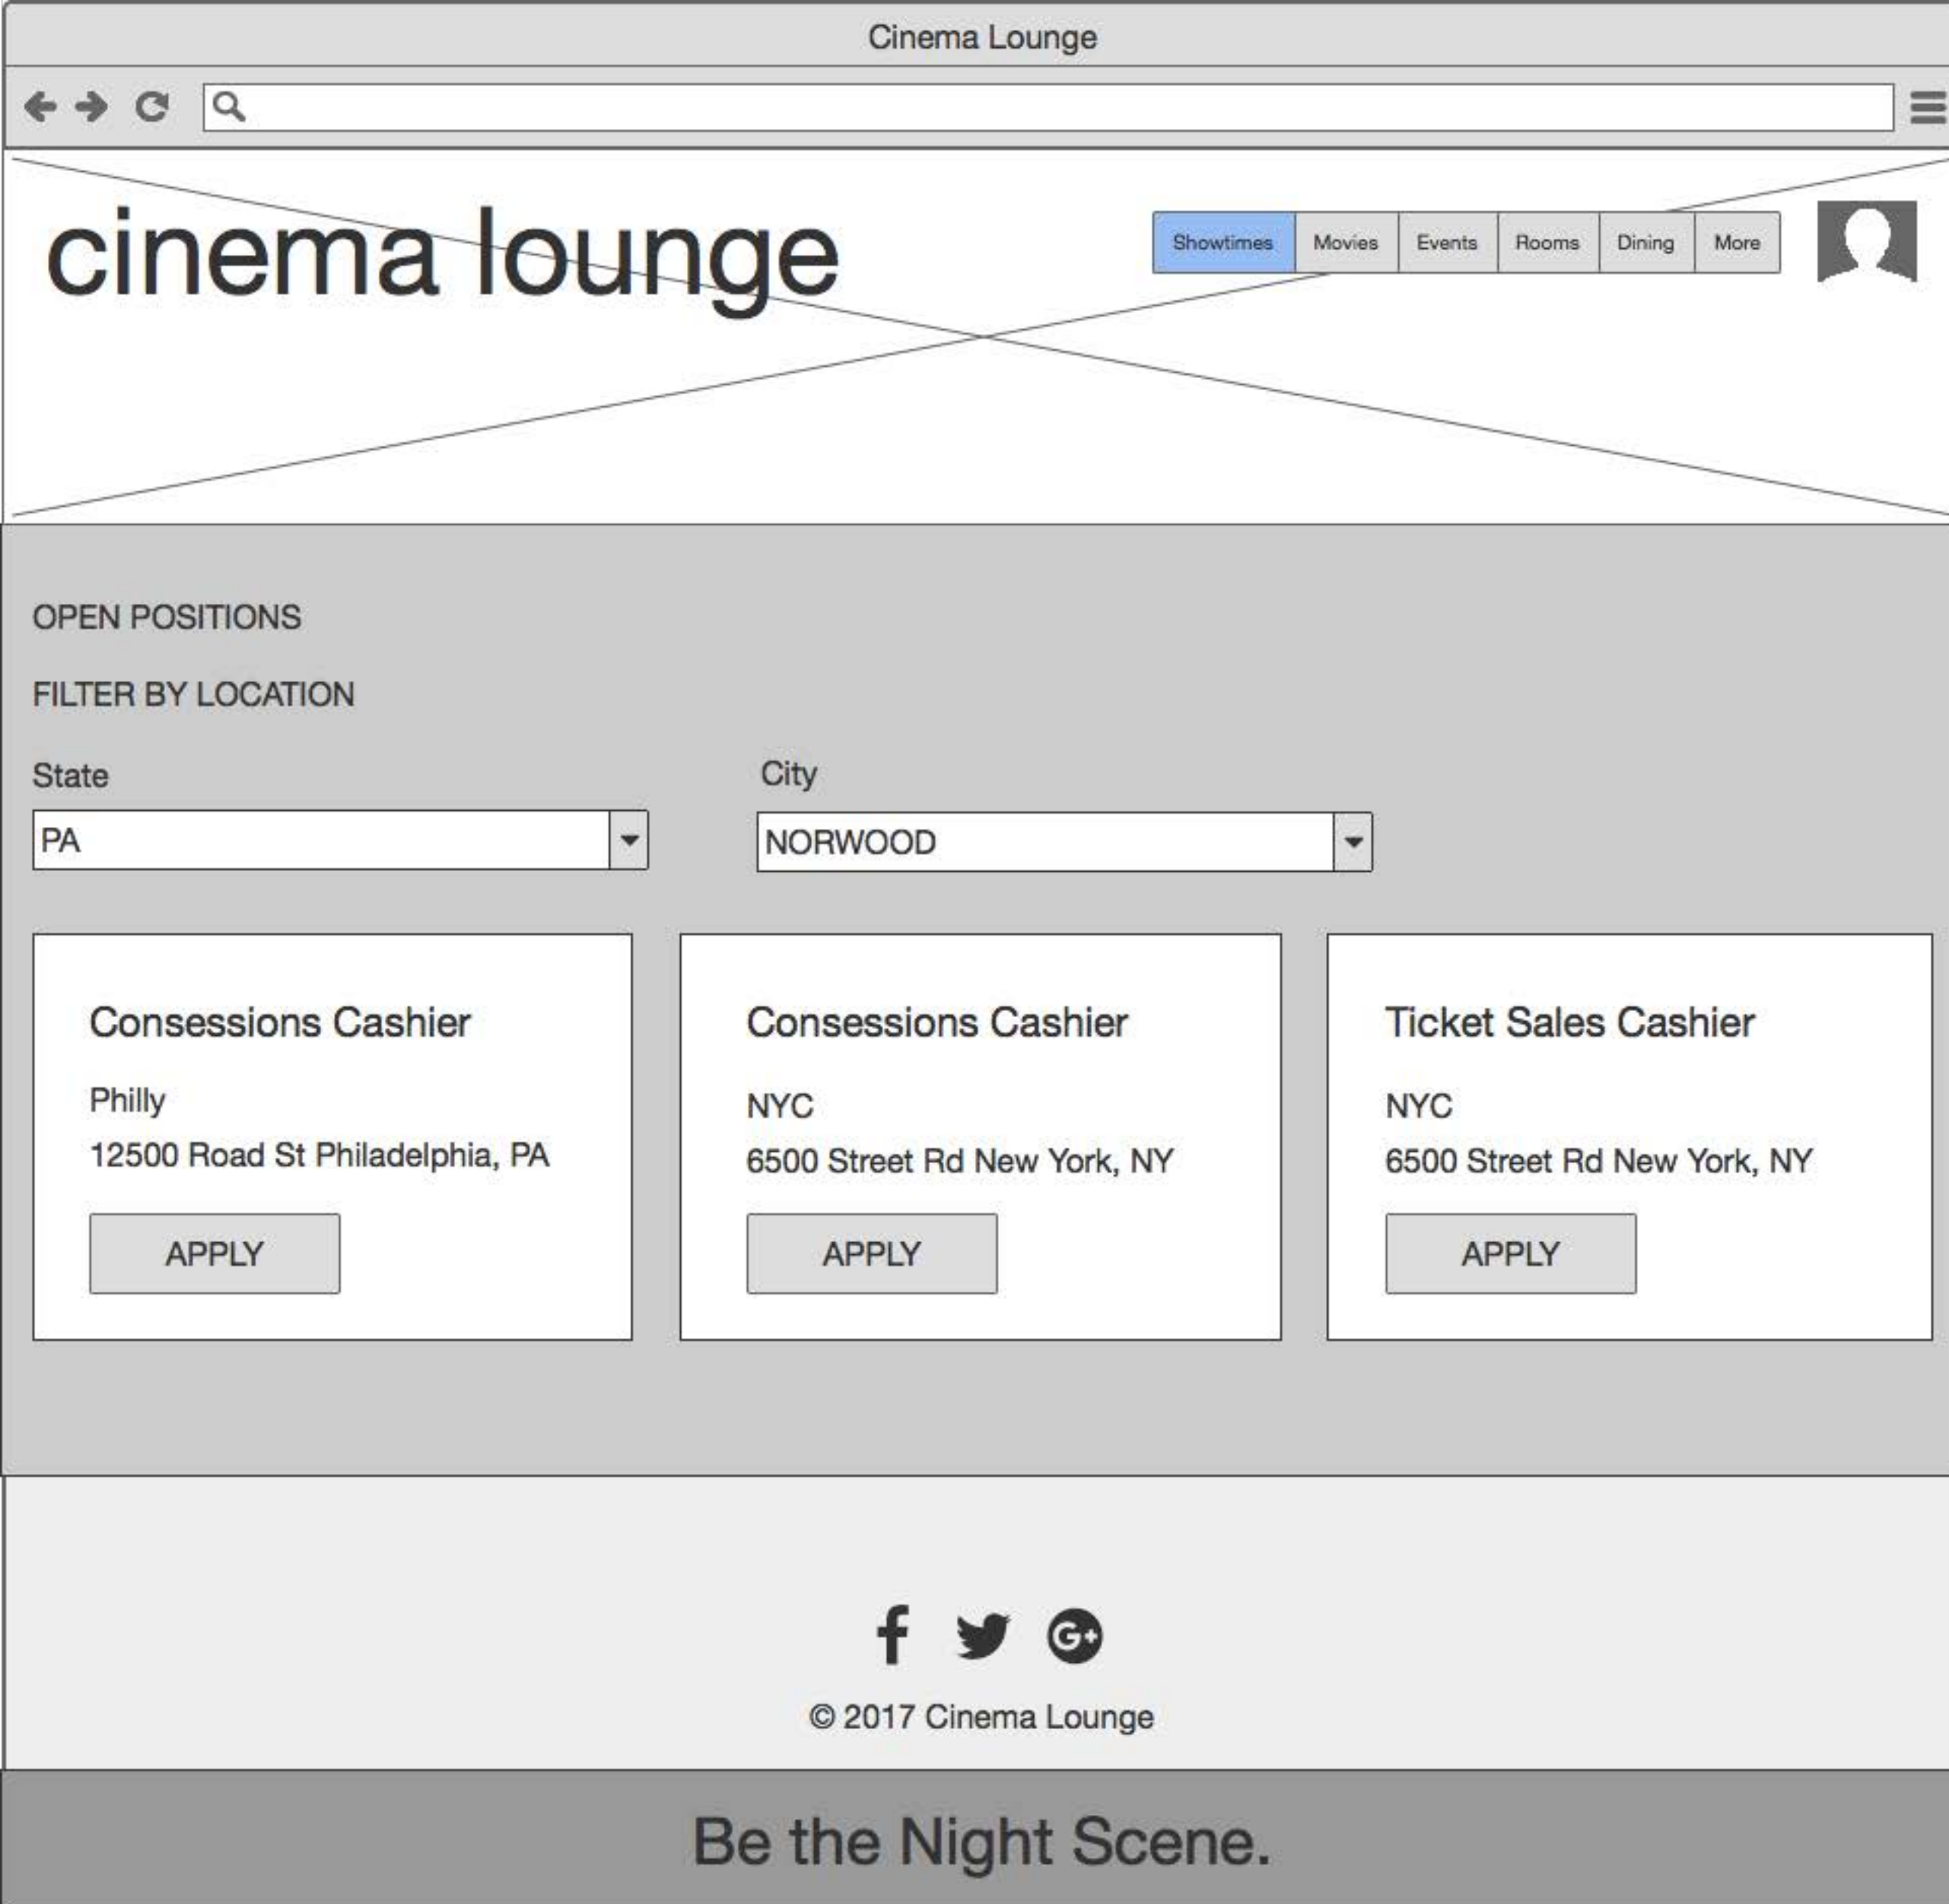 Cinema Lounge
cinema lounge
Showtimes Movies Events Rooms Dining More
OPEN POSITIONS
FILTER BY LOCATION
State City
PA NORWOOD
Consessions Cashier
Philly
12500 Road St Philadelphia, PA
APPLY
Consessions Cashier
NYC
6500 Street Rd New York, NY
APPLY
Ticket Sales Cashier
NYC
6500 Street Rd New York, NY
APPLY
f G+
© 2017 Cinema Lounge
Be the Night Scene.